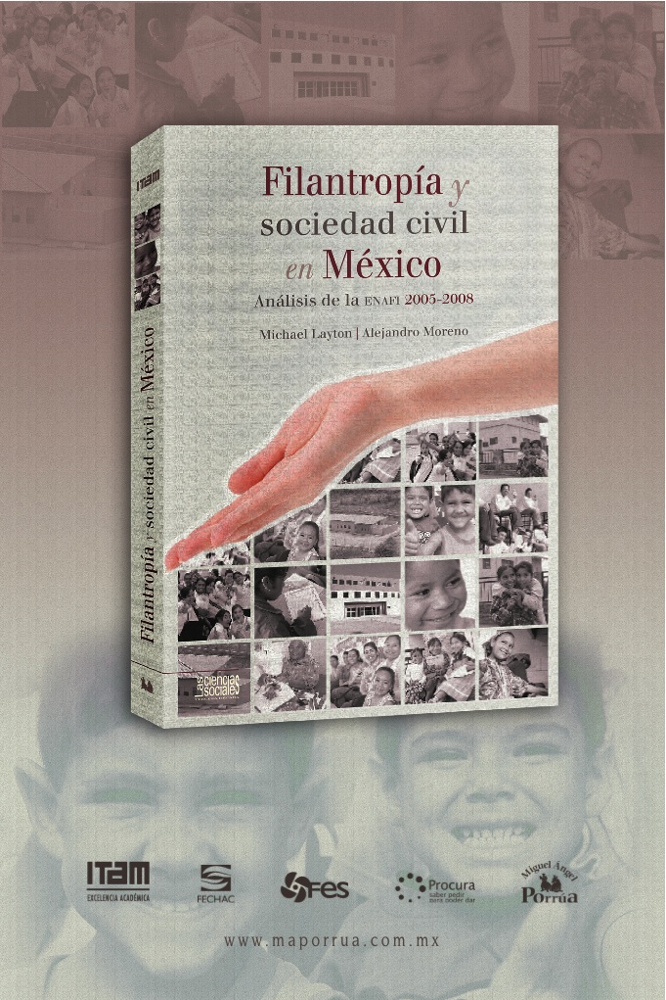 ITAM
Filantropía y sociedad civil en México
Filantropía y
sociedad civil
en México
Análisis de la ENAFI 2005-2008
Michael Layton | Alejandro Moreno
Las
ciencias
sociales
ITAM
EXCELENCIA ACADÉMICA
FECHAC
FES
Procura
saber pedir
para poder dar
Miguel Ángel
Porrúa
www.maporrua.com.mx